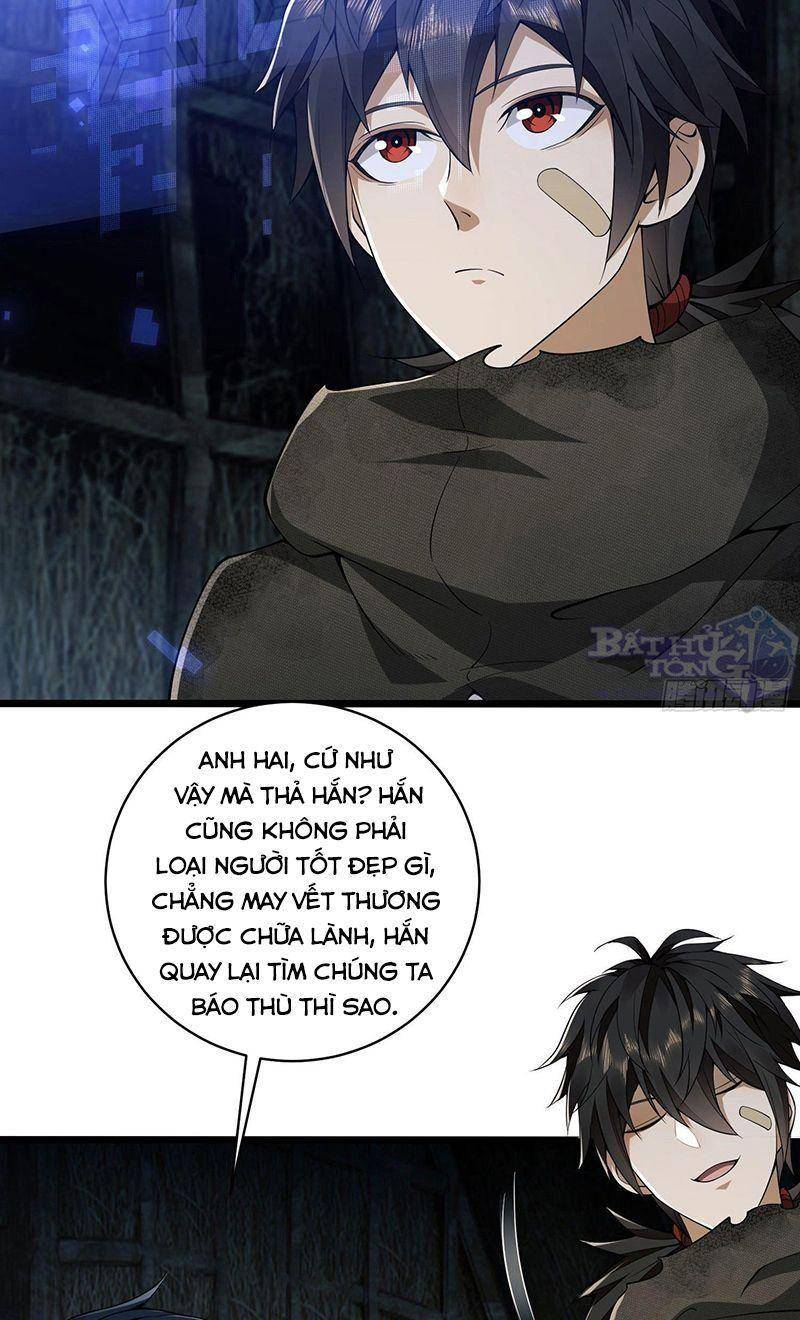 BẤT HỦ
TÔNG
ANH HAI, CỨ NHƯ
VẬY MÀ THẢ HẮN? HẮN
CŨNG KHÔNG PHẢI
LOẠI NGƯỜI TỐT ĐẸP GÌ,
CHẲNG MAY VẾT THƯƠNG
ĐƯỢC CHỮA LÀNH, HẮN
QUAY LẠI TÌM CHÚNG TA
BÁO THÙ THÌ SAO.